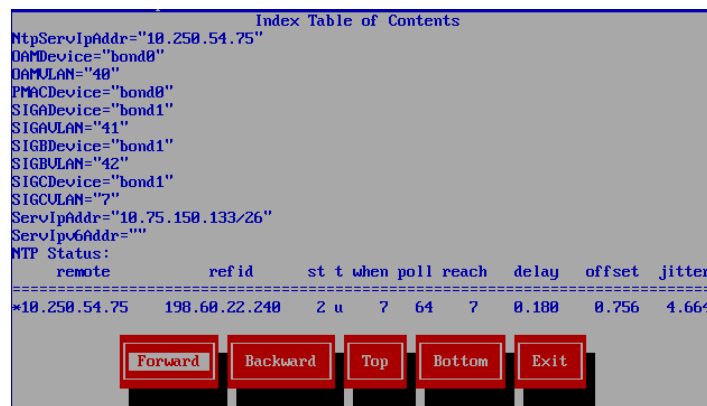 Index Table of Contents
NtpServIpAddr="10.250.54.75"
OAMDevice="bond0"
OAMVLAN="40"
PMACDevice="bond0"
SIGADevice="bond1"
SIGAVLAN="41"
SIGBDevice="bond1"
SIGBVLAN="42"
SIGCDevice="bond1"
SIGCVLAN="7"
ServIpAddr="10.75.150.133/26"
ServIpv6Addr=""
NTP Status:
remote refid st t when poll reach delay offset jitter
==============================================================================
*10.250.54.75 198.60.22.240 2 u 7 64 7 0.180 0.756 4.664
Forward Backward Top Bottom Exit